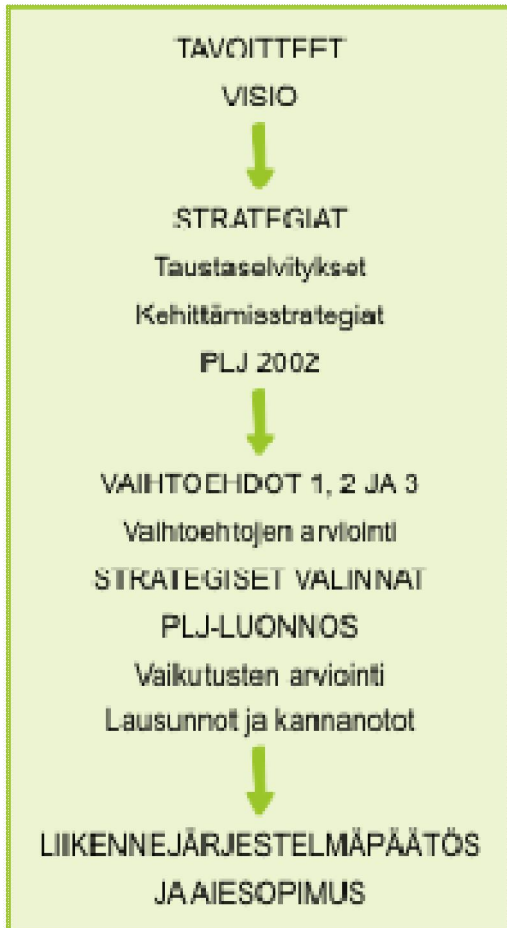 TAVOITTEET
VISIO
STRATEGIAT
Taustaselvitykset
Kehittämisstrategiat
PLJ 2002
VAIHTOEHDOT 1, 2 JA 3
Vaihtoehtojen arviointi
STRATEGISET VALINNAT
PLJ-LUONNOS
Vaikutusten arviointi
Lausunnot ja kannanotot
LIIKENNEJÄRJESTELMÄPÄÄTÖS
JA AIESOPIMUS